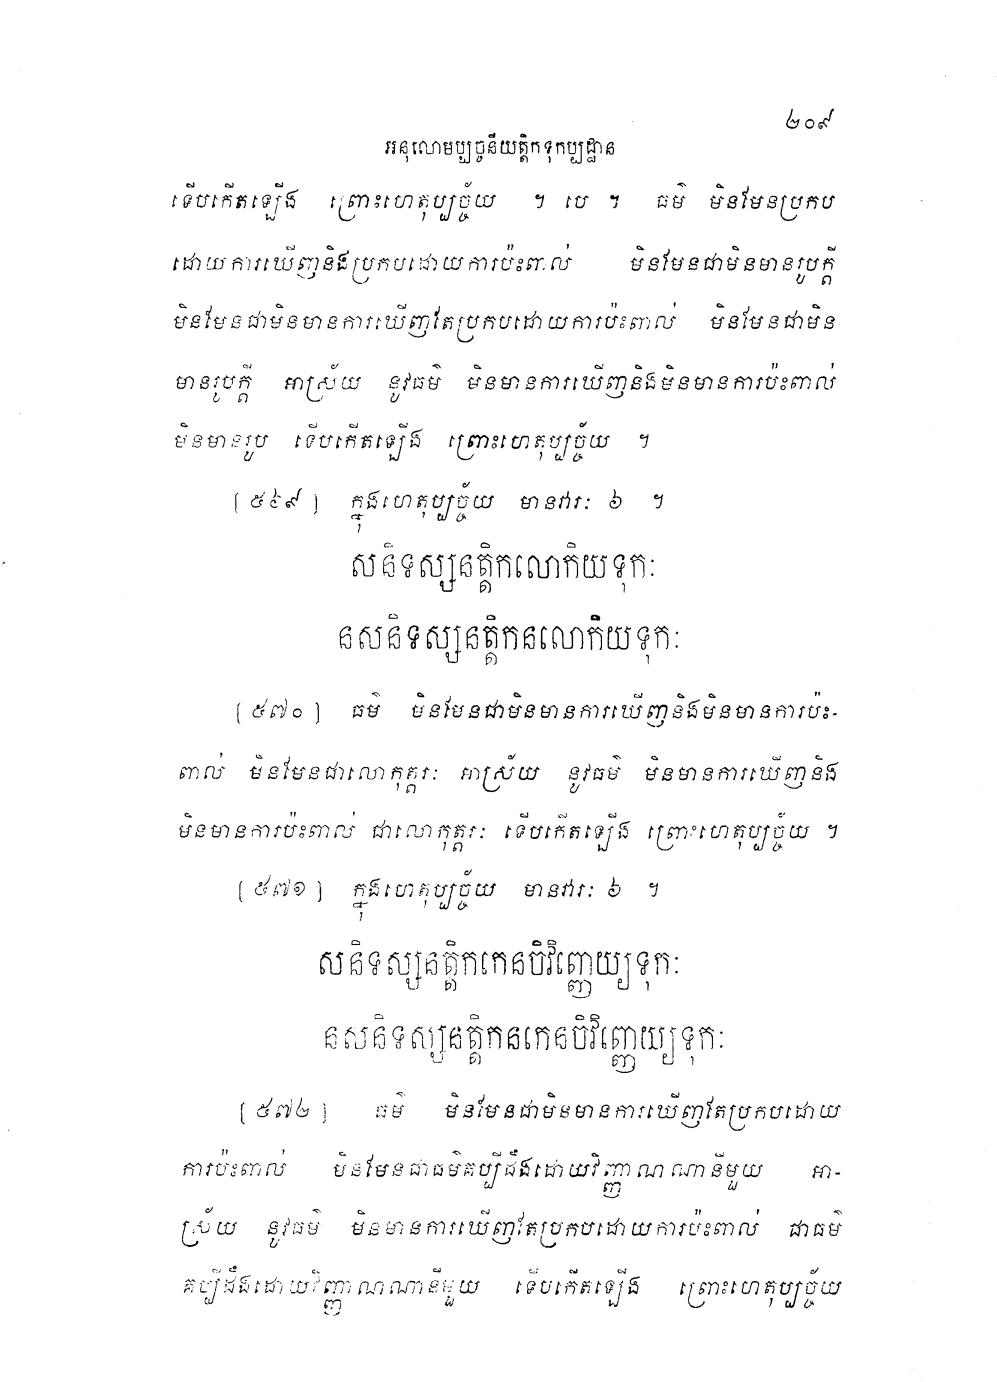 ២០៩
អនុលោមប្បច្ចនីយត្តិកទុកប្បដ្ឋាន
ទើបកើតឡើង ព្រោះហេតុប្បច្ច័យ ។ បេ ។ ធម៌ មិនមែនប្រកប
ដោយការឃើញនិងប្រកបដោយការប៉ះពាល់ មិនមែនជាមិនមានរូបក្តី
មិនមែនជាមិនមានការឃើញតែប្រកបដោយការប៉ះពាល់ មិនមែនជាមិន
មានរូបក្តី អាស្រ័យ នូវធម៌ មិនមានការឃើញនិងមិនមានការប៉ះពាល់
មិនមានរូប ទើបកើតឡើង ព្រោះហេតុប្បច្ច័យ ។
[៥៦៩] ក្នុងហេតុប្បច្ច័យ មានវារៈ ៦ ។
សនិទស្សនត្តិកលោកិយទុកៈ
នសនិទស្សនត្តិកនលោកិយទុកៈ
[៥៧០] ធម៌ មិនមែនជាមិនមានការឃើញនិងមិនមានការប៉ះ-
ពាល់ មិនមែនជាលោកុត្តរៈ អាស្រ័យ នូវធម៌ មិនមានការឃើញនិង
មិនមានការប៉ះពាល់ ជាលោកុត្តរៈ ទើបកើតឡើង ព្រោះហេតុប្បច្ច័យ ។
[៥៧១] ក្នុងហេតុប្បច្ច័យ មានវារៈ ៦ ។
សនិទស្សនត្តិកកេនចិវិញ្ញេយ្យទុកៈ
នសនិទស្សនត្តិកនកេនចិវិញ្ញេយ្យទុកៈ
[៥៧២] ធម៌ មិនមែនជាមិនមានការឃើញតែប្រកបដោយ
ការប៉ះពាល់ មិនមែនជាធម៌គប្បីដឹងដោយវិញ្ញាណណានីមួយ អា-
ស្រ័យ នូវធម៌ មិនមានការឃើញតែប្រកបដោយការប៉ះពាល់ ជាធម៌
គប្បីដឹងដោយវិញ្ញាណណានីមួយ ទើបកើតឡើង ព្រោះហេតុប្បច្ច័យ